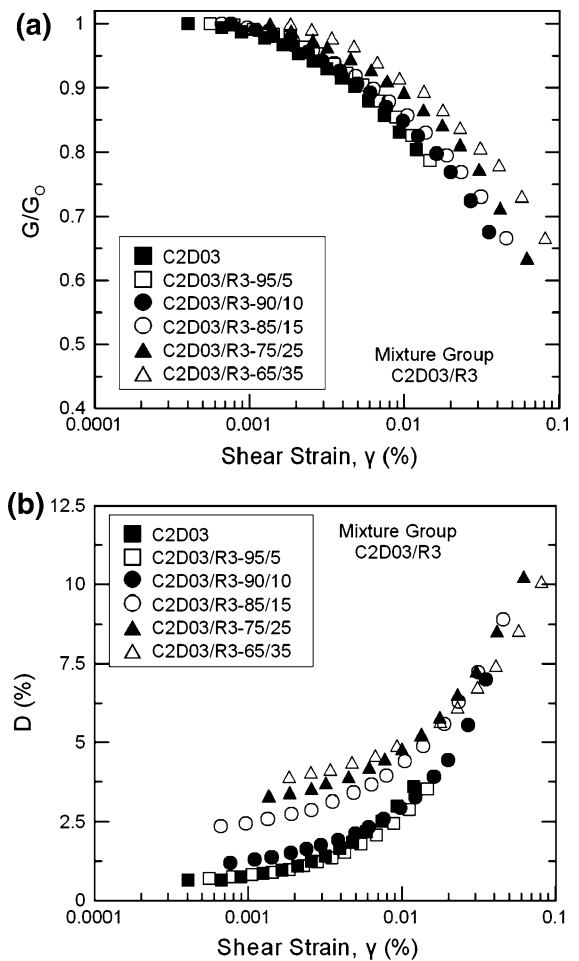 (a)
1
0.9
0.8
0.7
0.6
0.5
0.4
G/GO
C2D03
C2D03/R3-95/5
C2D03/R3-90/10
C2D03/R3-85/15
C2D03/R3-75/25
C2D03/R3-65/35
Mixture Group
C2D03/R3
0.0001
0.001
0.01
0.1
Shear Strain, γ (%)
(b)
12.5
10
7.5
5
2.5
0
D (%)
C2D03
C2D03/R3-95/5
C2D03/R3-90/10
C2D03/R3-85/15
C2D03/R3-75/25
C2D03/R3-65/35
Mixture Group
C2D03/R3
0.0001
0.001
0.01
0.1
Shear Strain, γ (%)